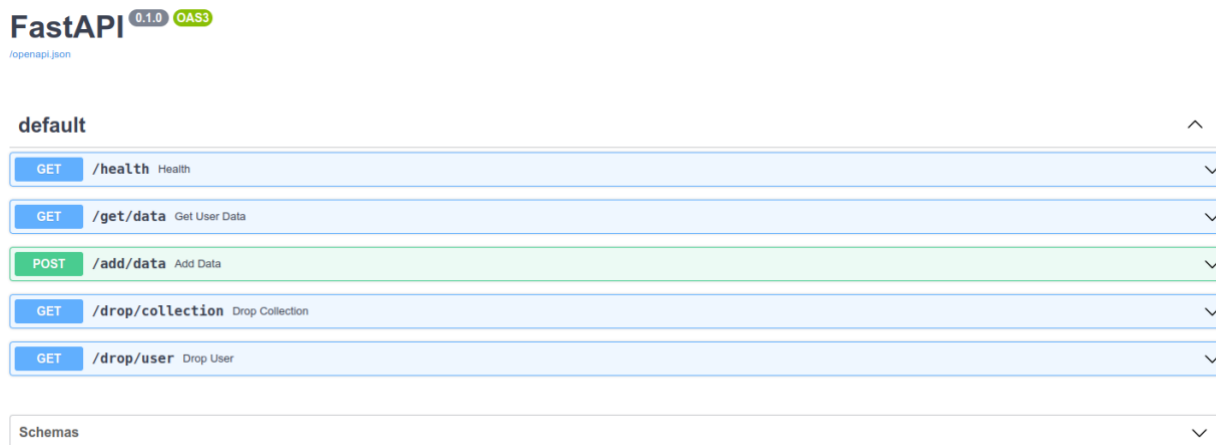 FastAPI 0.1.0 OAS3
/openapi.json
default
GET /health Health
GET /get/data Get User Data
POST /add/data Add Data
GET /drop/collection Drop Collection
GET /drop/user Drop User
Schemas